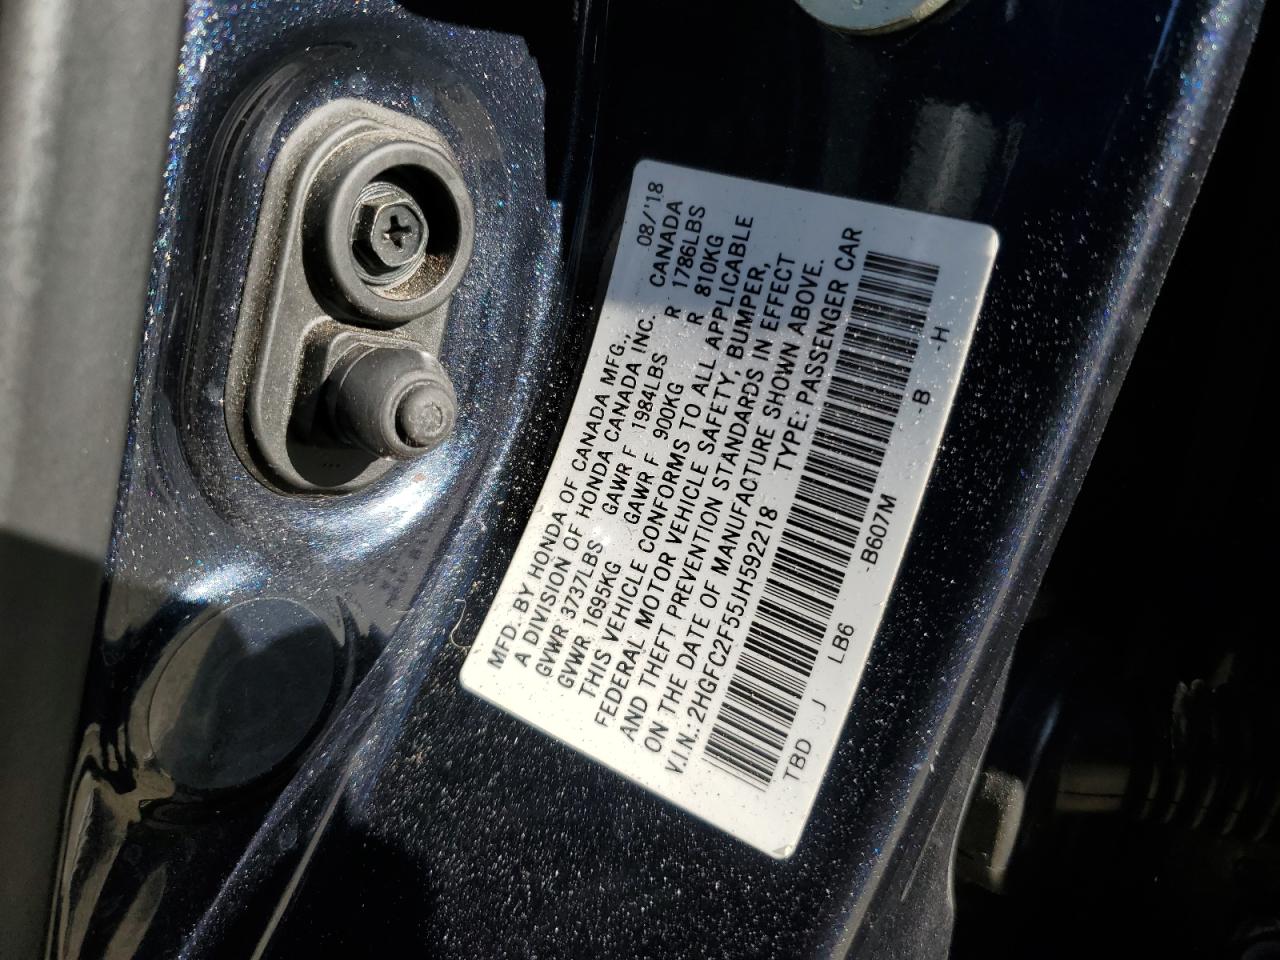 MFD. BY HONDA OF CANADA MFG., 08/'18
A DIVISION OF HONDA CANADA INC. CANADA
GVWR 3737LBS GAWR F 1984LBS R 1786LBS
GVWR 1695KG GAWR F 900KG R 810KG
THIS VEHICLE CONFORMS TO ALL APPLICABLE
FEDERAL MOTOR VEHICLE SAFETY, BUMPER,
AND THEFT PREVENTION STANDARDS IN EFFECT
ON THE DATE OF MANUFACTURE SHOWN ABOVE.
V.I.N.: 2HGFC2F55JH592218 TYPE: PASSENGER CAR
TBD J LB6 -B607M -B -H